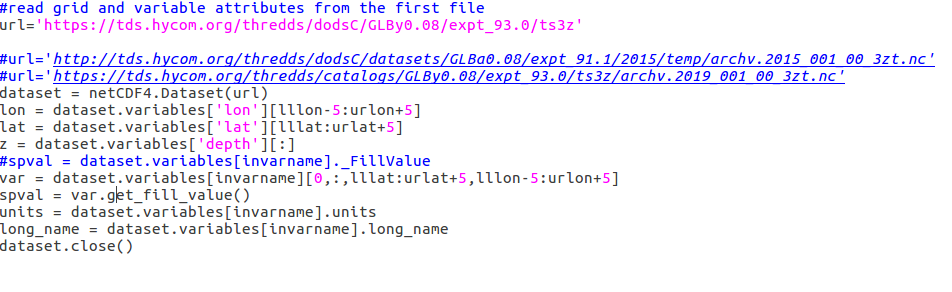 #read grid and variable attributes from the first file
url='https://tds.hycom.org/thredds/dodsC/GLBy0.08/expt_93.0/ts3z'
#url='http://tds.hycom.org/thredds/dodsC/datasets/GLBa0.08/expt_91.1/2015/temp/archv.2015_001_00_3zt.nc'
#url='https://tds.hycom.org/thredds/catalogs/GLBy0.08/expt_93.0/ts3z/archv.2019_001_00_3zt.nc'
dataset = netCDF4.Dataset(url)
lon = dataset.variables['lon'][lllon-5:urlon+5]
lat = dataset.variables['lat'][lllat:urlat+5]
z = dataset.variables['depth'][:]
#spval = dataset.variables[invarname]._FillValue
var = dataset.variables[invarname][0,:,lllat:urlat+5,lllon-5:urlon+5]
spval = var.get_fill_value()
units = dataset.variables[invarname].units
long_name = dataset.variables[invarname].long_name
dataset.close()